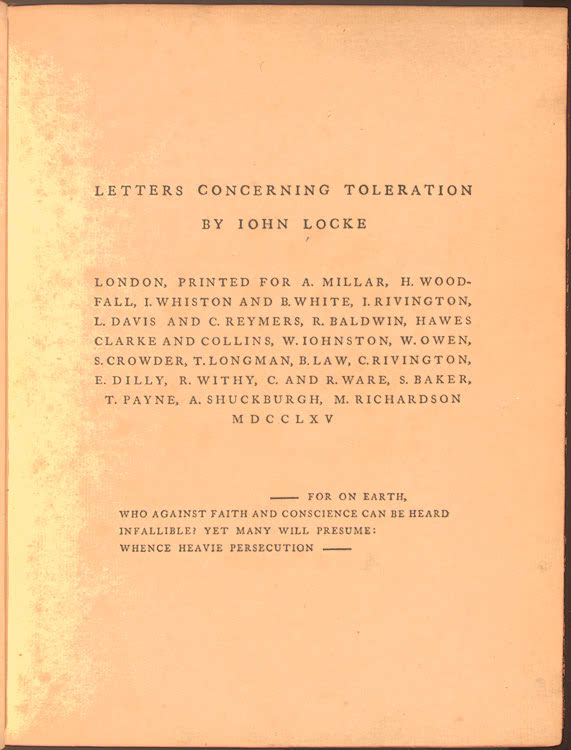 LETTERS CONCERNING TOLERATION
BY IOHN LOCKE
LONDON, PRINTED FOR A. MILLAR, H. WOOD-
FALL, I. WHISTON AND B. WHITE, I. RIVINGTON,
L. DAVIS AND C. REYMERS, R. BALDWIN, HAWES
CLARKE AND COLLINS, W. IOHNSTON, W. OWEN,
S. CROWDER, T. LONGMAN, B. LAW, C. RIVINGTON,
E. DILLY, R. WITHY, C. AND R. WARE, S. BAKER,
T. PAYNE, A. SHUCKBURGH, M. RICHARDSON
MDCCLXV
—— FOR ON EARTH,
WHO AGAINST FAITH AND CONSCIENCE CAN BE HEARD
INFALLIBLE? YET MANY WILL PRESUME:
WHENCE HEAVIE PERSECUTION ——